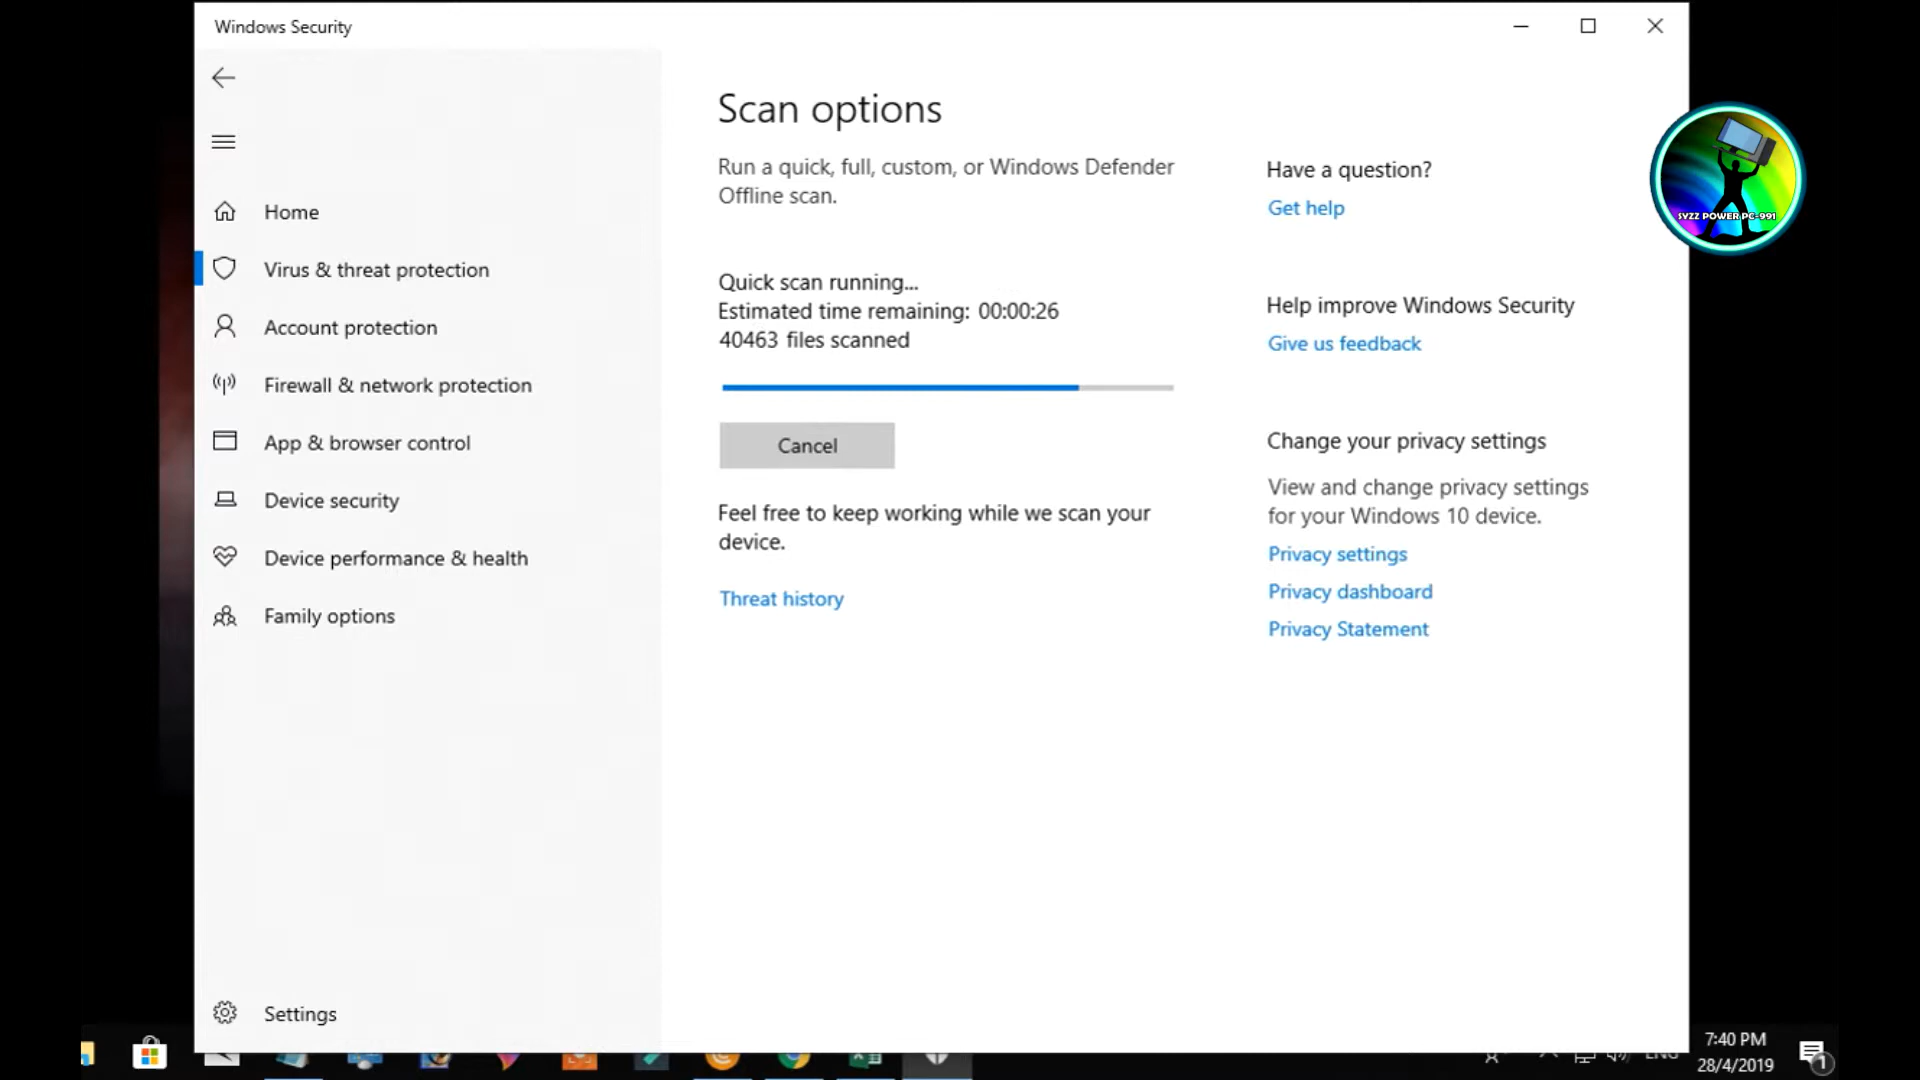 Windows Security
Home
Virus & threat protection
Account protection
Firewall & network protection
App & browser control
Device security
Device performance & health
Family options
Settings
Scan options
Run a quick, full, custom, or Windows Defender
Offline scan.
Quick scan running...
Estimated time remaining: 00:00:26
40463 files scanned
Cancel
Feel free to keep working while we scan your
device.
Threat history
Have a question?
Get help
Help improve Windows Security
Give us feedback
Change your privacy settings
View and change privacy settings
for your Windows 10 device.
Privacy settings
Privacy dashboard
Privacy Statement
SVZZ POWER PC-991
ENG
7:40 PM
28/4/2019
1